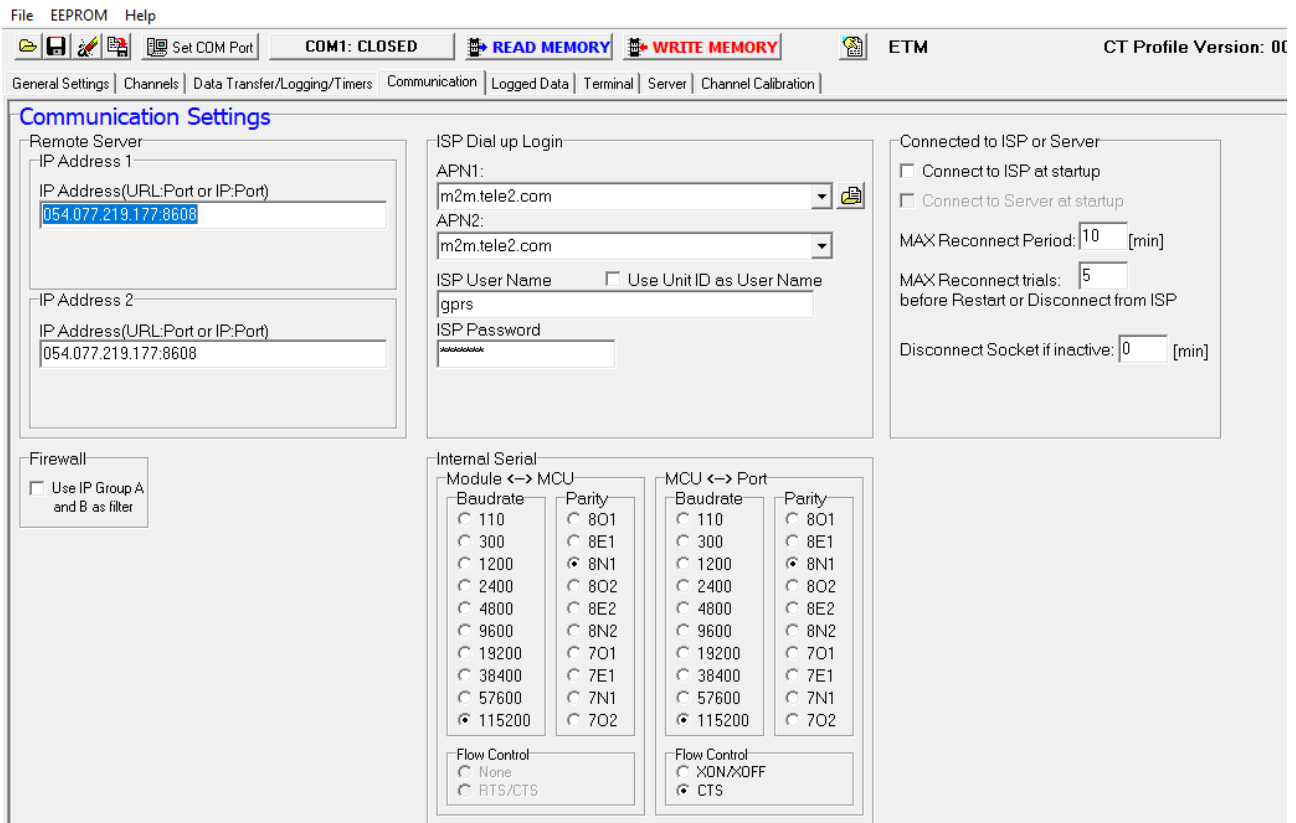 File EEPROM Help
Set COM Port COM1: CLOSED READ MEMORY WRITE MEMORY ETM CT Profile Version: 00
General Settings Channels Data Transfer/Logging/Timers Communication Logged Data Terminal Server Channel Calibration
Communication Settings
Remote Server
IP Address 1
IP Address(URL:Port or IP:Port)
054.077.219.177:8608
IP Address 2
IP Address(URL:Port or IP:Port)
054.077.219.177:8608
Firewall
Use IP Group A
and B as filter
ISP Dial up Login
APN1:
m2m.tele2.com
APN2:
m2m.tele2.com
ISP User Name Use Unit ID as User Name
gprs
ISP Password
********
Connected to ISP or Server
Connect to ISP at startup
Connect to Server at startup
MAX Reconnect Period: 10 [min]
MAX Reconnect trials: 5
before Restart or Disconnect from ISP
Disconnect Socket if inactive: 0 [min]
Internal Serial
Module <--> MCU
Baudrate Parity
110 8O1
300 8E1
1200 8N1
2400 8O2
4800 8E2
9600 8N2
19200 7O1
38400 7E1
57600 7N1
115200 7O2
Flow Control
None
RTS/CTS
MCU <--> Port
Baudrate Parity
110 8O1
300 8E1
1200 8N1
2400 8O2
4800 8E2
9600 8N2
19200 7O1
38400 7E1
57600 7N1
115200 7O2
Flow Control
XON/XOFF
CTS